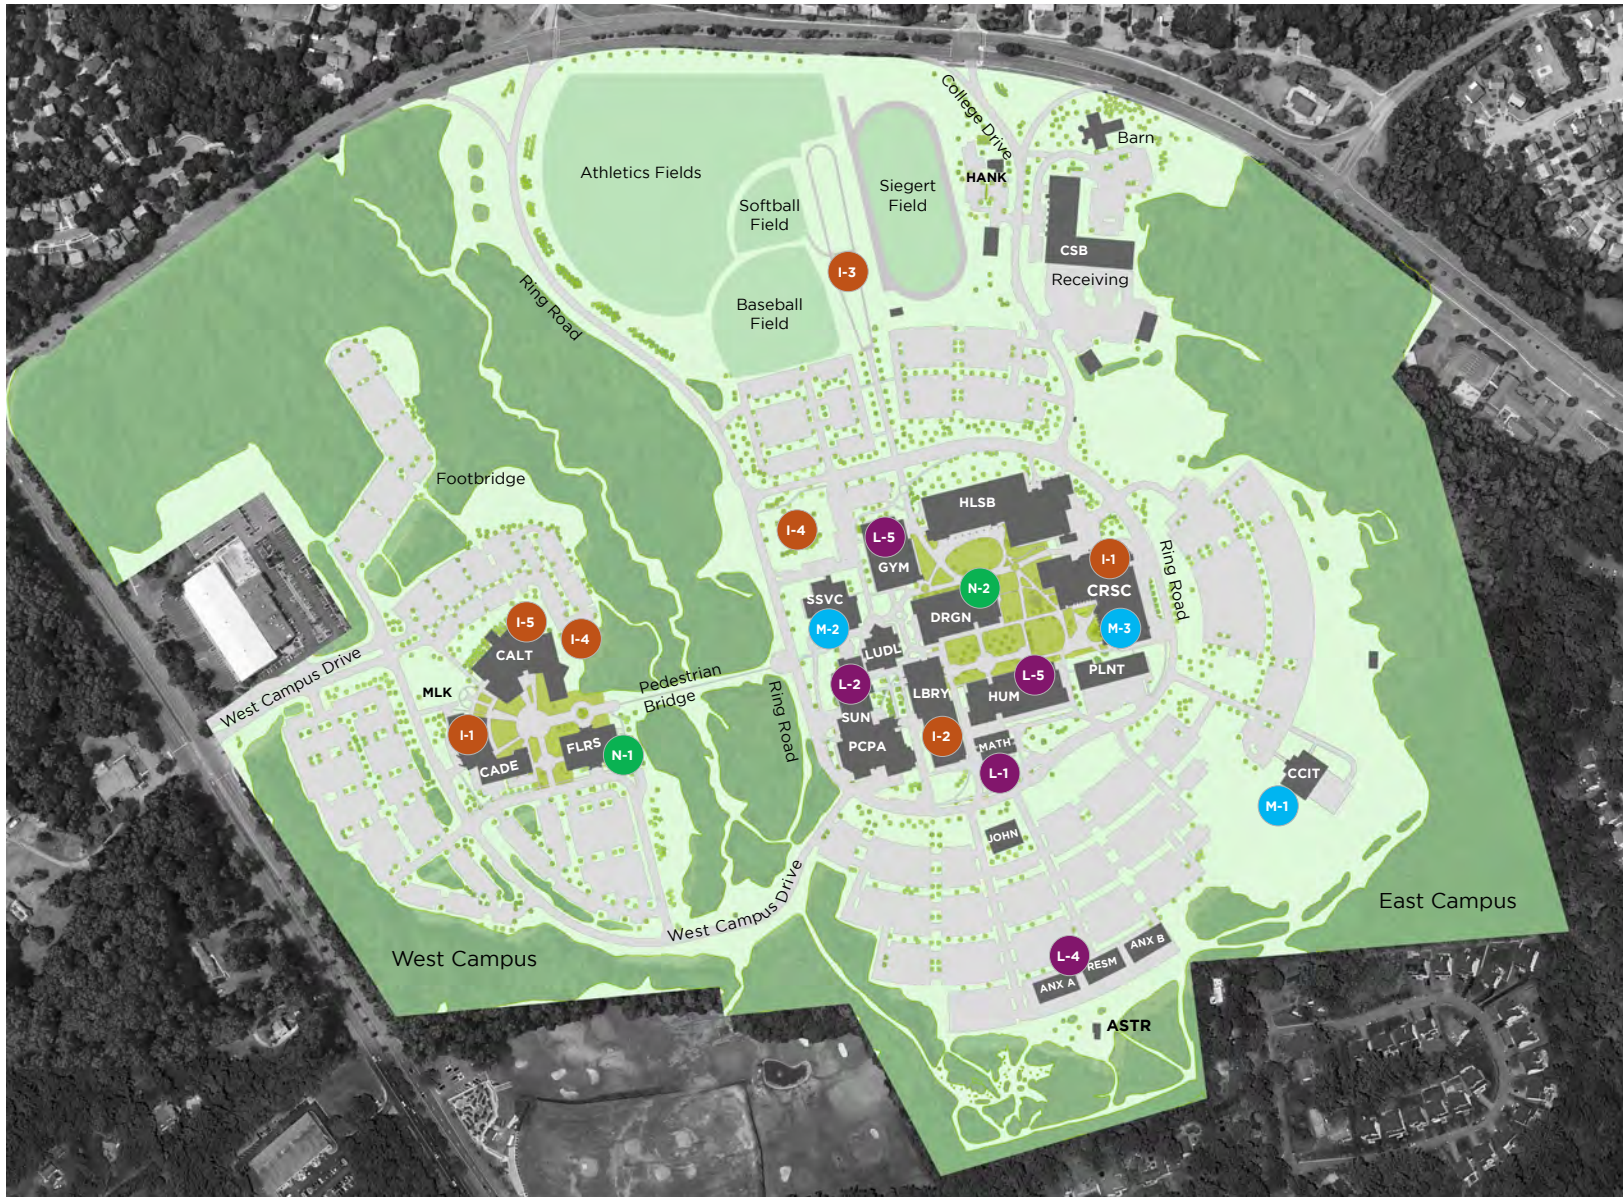 College Drive
Barn
Athletics Fields
HANK
Siegert
Field
Softball
Field
CSB
I-3
Receiving
Ring Road
Baseball
Field
Footbridge
HLSB
I-4
L-5
GYM
I-1
CRSC
Ring Road
N-2
DRGN
SSVC
M-2
M-3
I-5
CALT
I-4
LUDL
PLNT
Pedestrian
Bridge
L-5
HUM
L-2
LBRY
MLK
West Campus Drive
Ring Road
SUN
I-1
I-2
PCPA
MATH
FLRS
N-1
CADE
L-1
CCIT
M-1
JOHN
West Campus Drive
East Campus
West Campus
L-4
ANX B
RESM
ANX A
ASTR